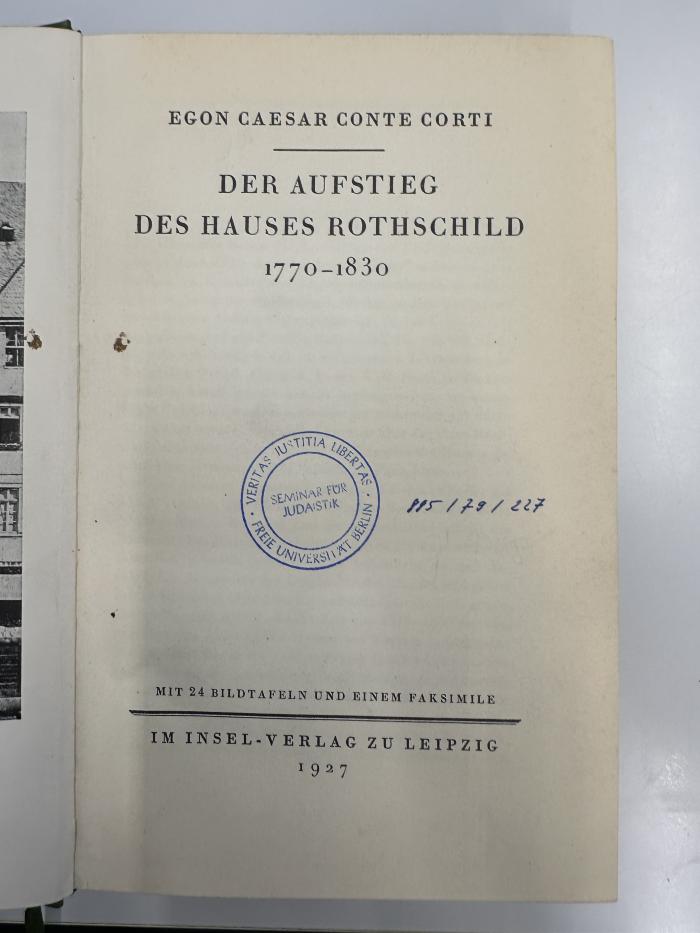 EGON CAESAR CONTE CORTI
DER AUFSTIEG
DES HAUSES ROTHSCHILD
1770–1830
· VERITAS IUSTITIA LIBERTAS ·
FREIE UNIVERSITÄT BERLIN
SEMINAR FÜR
JUDAISTIK
885/79/227
MIT 24 BILDTAFELN UND EINEM FAKSIMILE
IM INSEL-VERLAG ZU LEIPZIG
1927